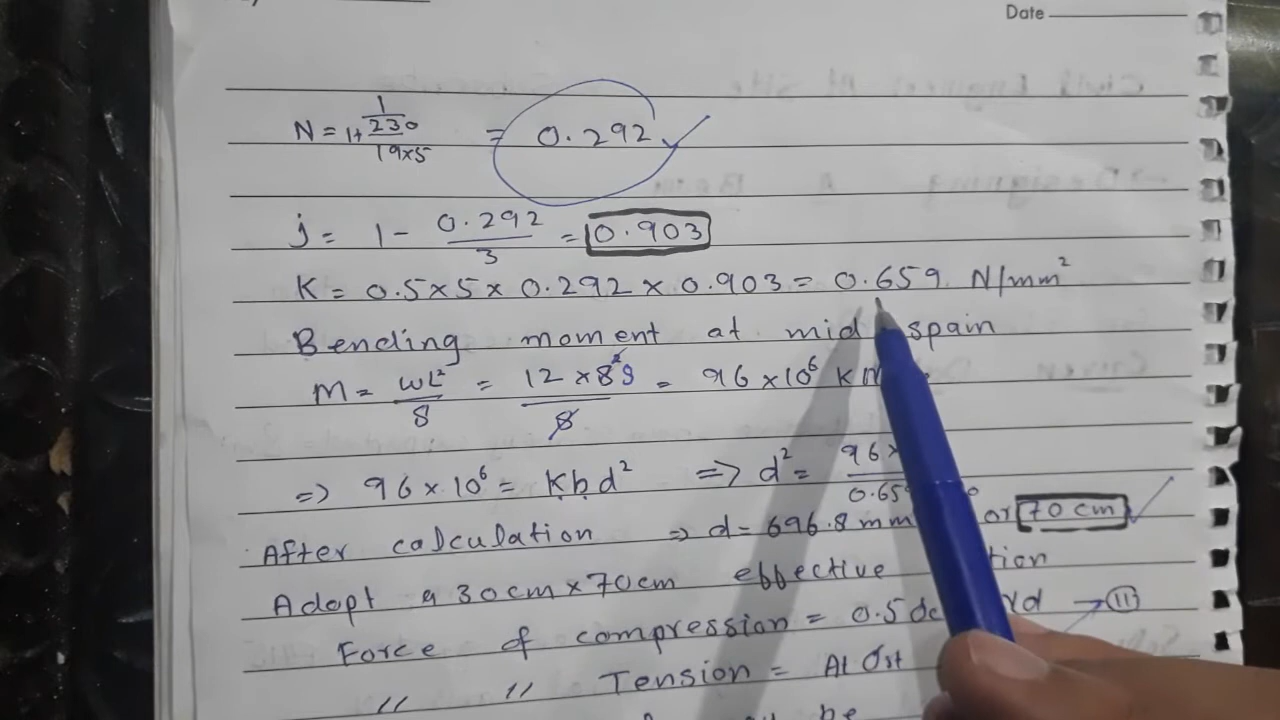 Date
N = 1 / 1 + 230 / 19×5 = 0.292 ✓
j = 1 - 0.292 / 3 = 0.903
K = 0.5×5×0.292×0.903 = 0.659 N/mm²
Bending moment at mid spain
M = wL² / 8 = 12 × 8² / 8 = 96×10⁶ KN
=> 96×10⁶ = Kbd² => d² = 96× / 0.65
After calculation => d = 696.8 mm or 70 cm ✓
Adopt a 30cm×70cm effective
Force of compression = 0.5
" " Tension = At σst
be